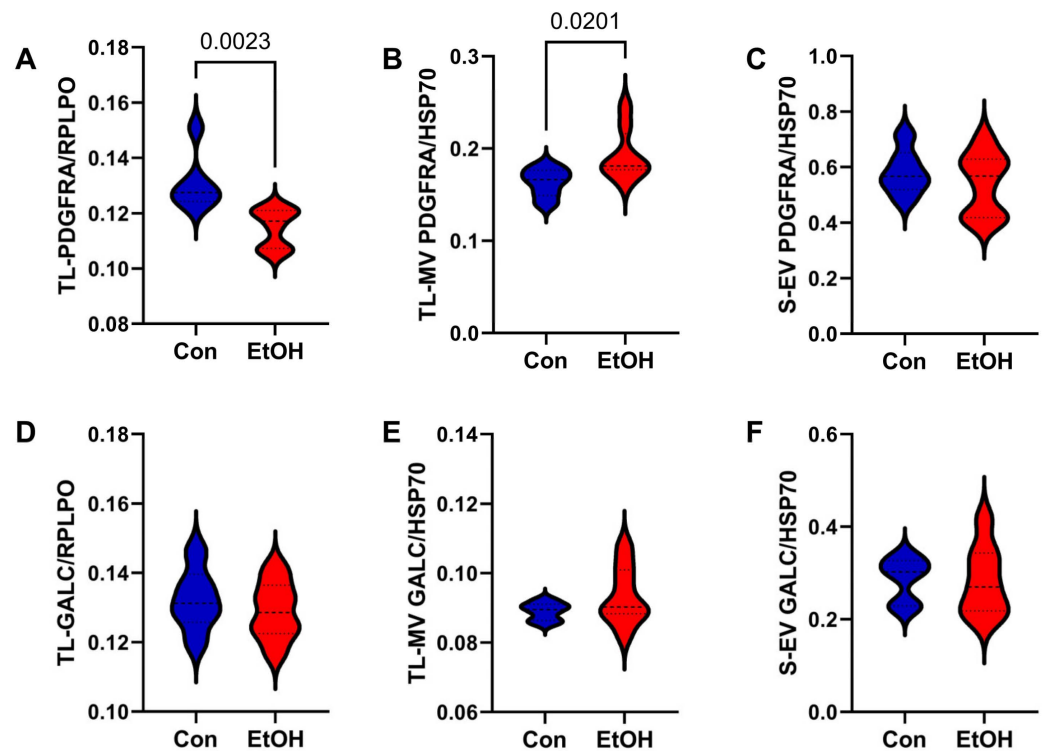 A
TL-PDGFRA/RPLPO
0.18
0.16
0.14
0.12
0.10
0.08
0.0023
Con EtOH
B
TL-MV PDGFRA/HSP70
0.3
0.2
0.1
0.0
0.0201
Con EtOH
C
S-EV PDGFRA/HSP70
1.0
0.8
0.6
0.4
0.2
0.0
Con EtOH
D
TL-GALC/RPLPO
0.18
0.16
0.14
0.12
0.10
Con EtOH
E
TL-MV GALC/HSP70
0.14
0.12
0.10
0.08
0.06
Con EtOH
F
S-EV GALC/HSP70
0.6
0.4
0.2
0.0
Con EtOH